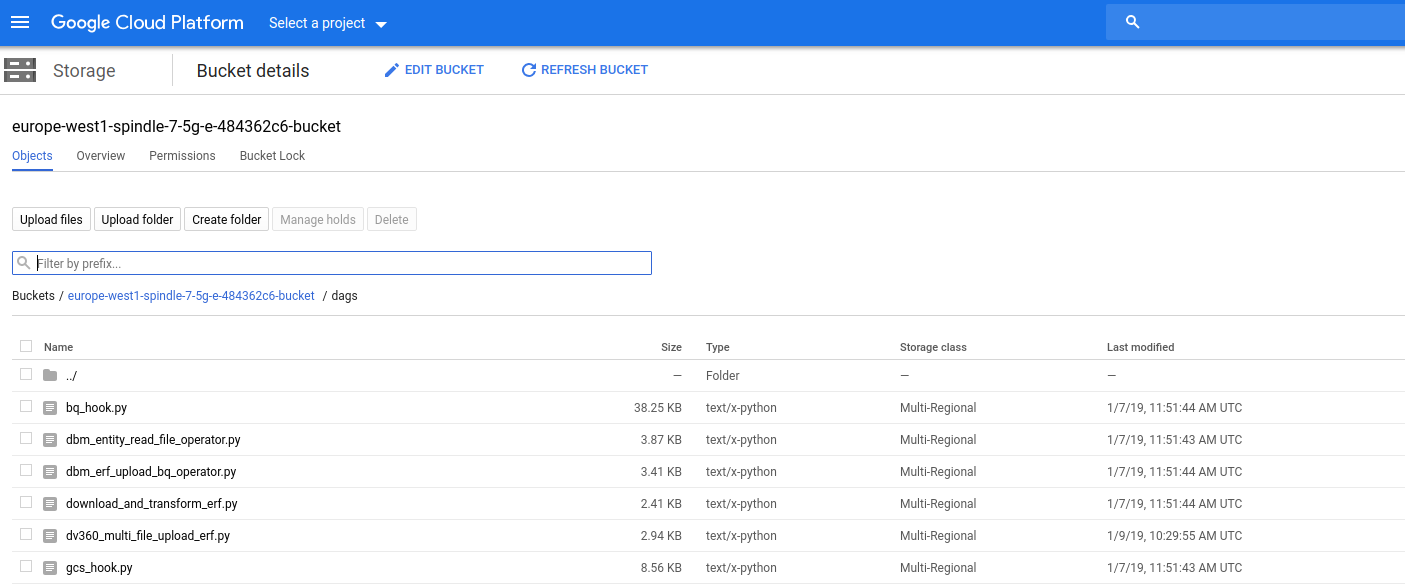 Google Cloud Platform Select a project
Storage Bucket details EDIT BUCKET REFRESH BUCKET
europe-west1-spindle-7-5g-e-484362c6-bucket
Objects Overview Permissions Bucket Lock
Upload files Upload folder Create folder Manage holds Delete
Filter by prefix...
Buckets / europe-west1-spindle-7-5g-e-484362c6-bucket / dags
Name Size Type Storage class Last modified
../ — Folder — —
bq_hook.py 38.25 KB text/x-python Multi-Regional 1/7/19, 11:51:44 AM UTC
dbm_entity_read_file_operator.py 3.87 KB text/x-python Multi-Regional 1/7/19, 11:51:43 AM UTC
dbm_erf_upload_bq_operator.py 3.41 KB text/x-python Multi-Regional 1/7/19, 11:51:43 AM UTC
download_and_transform_erf.py 2.41 KB text/x-python Multi-Regional 1/7/19, 11:51:44 AM UTC
dv360_multi_file_upload_erf.py 2.94 KB text/x-python Multi-Regional 1/9/19, 10:29:55 AM UTC
gcs_hook.py 8.56 KB text/x-python Multi-Regional 1/7/19, 11:51:43 AM UTC